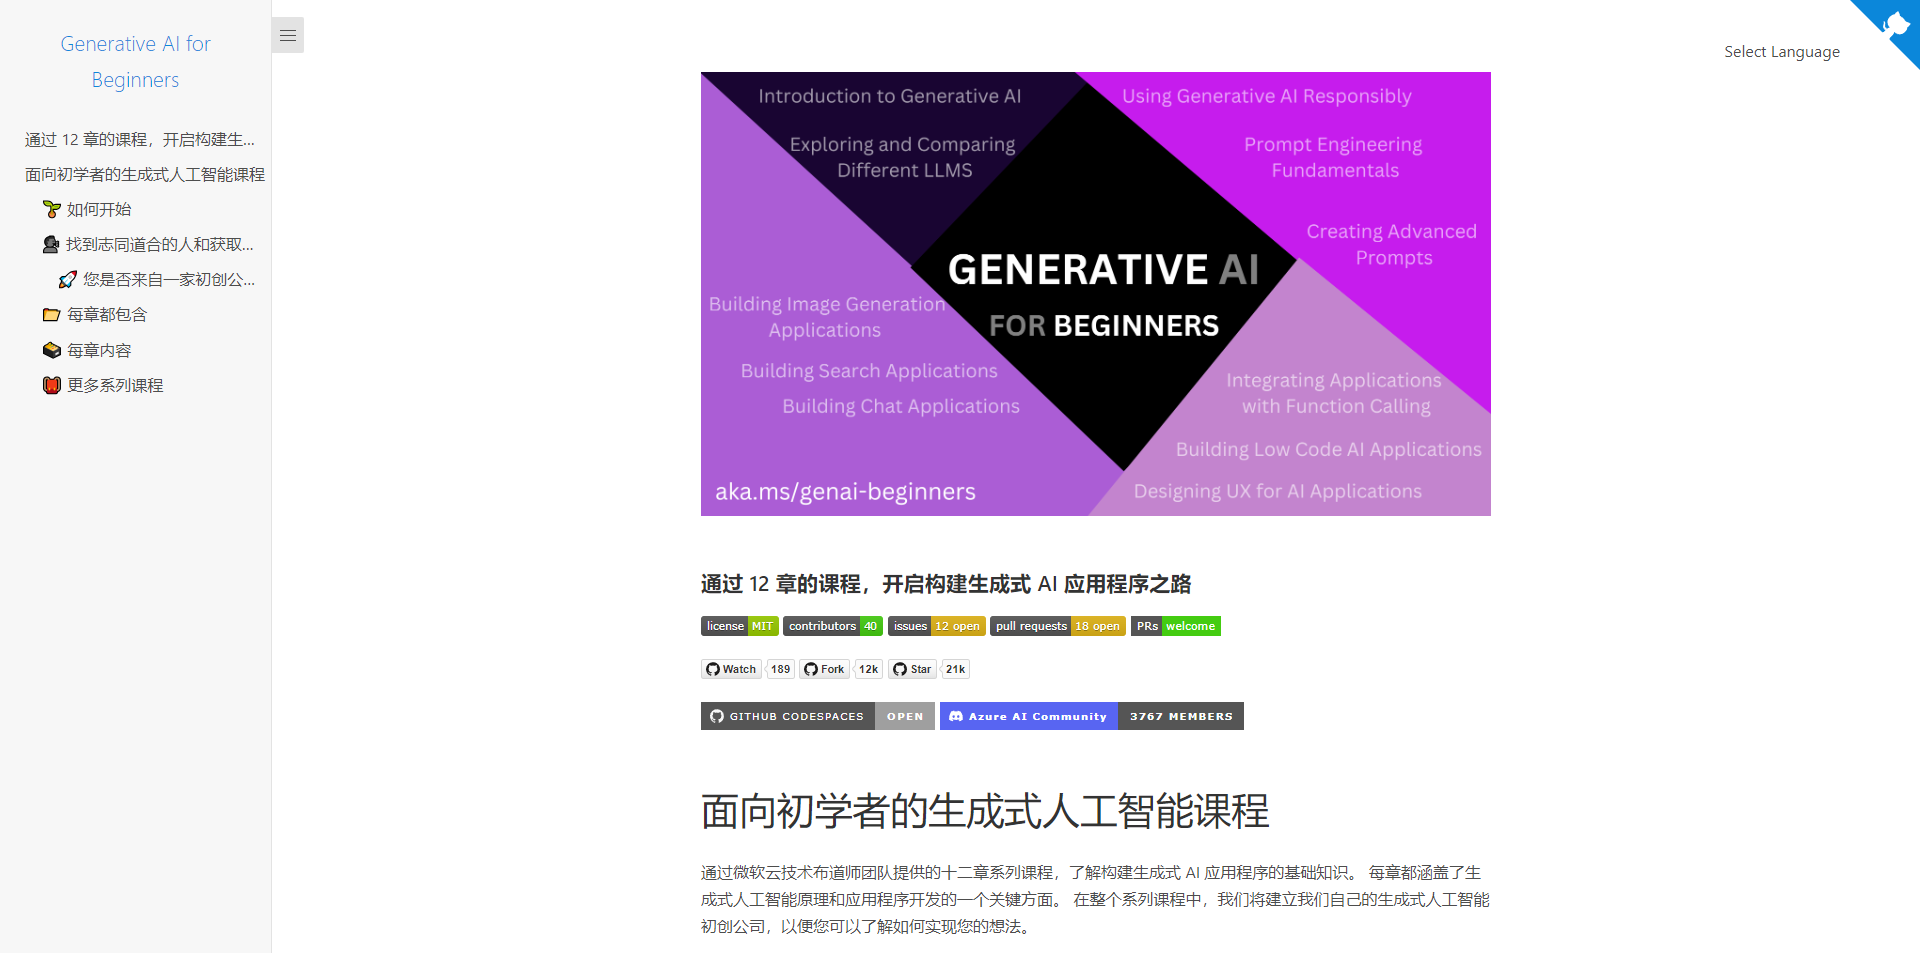 Generative AI for
Beginners
通过 12 章的课程，开启构建生...
面向初学者的生成式人工智能课程
如何开始
找到志同道合的人和获取...
您是否来自一家初创公...
每章都包含
每章内容
更多系列课程
Select Language
Introduction to Generative AI
Exploring and Comparing
Different LLMS
Using Generative AI Responsibly
Prompt Engineering
Fundamentals
Creating Advanced
Prompts
GENERATIVE AI
FOR BEGINNERS
Building Image Generation
Applications
Building Search Applications
Building Chat Applications
Integrating Applications
with Function Calling
Building Low Code AI Applications
Designing UX for AI Applications
aka.ms/genai-beginners
通过 12 章的课程，开启构建生成式 AI 应用程序之路
license MIT contributors 40 issues 12 open pull requests 18 open PRs welcome
Watch 189 Fork 12k Star 21k
GITHUB CODESPACES OPEN Azure AI Community 3767 MEMBERS
面向初学者的生成式人工智能课程
通过微软云技术布道师团队提供的十二章系列课程，了解构建生成式 AI 应用程序的基础知识。 每章都涵盖了生
成式人工智能原理和应用程序开发的一个关键方面。 在整个系列课程中，我们将建立我们自己的生成式人工智能
初创公司，以便您可以了解如何实现您的想法。